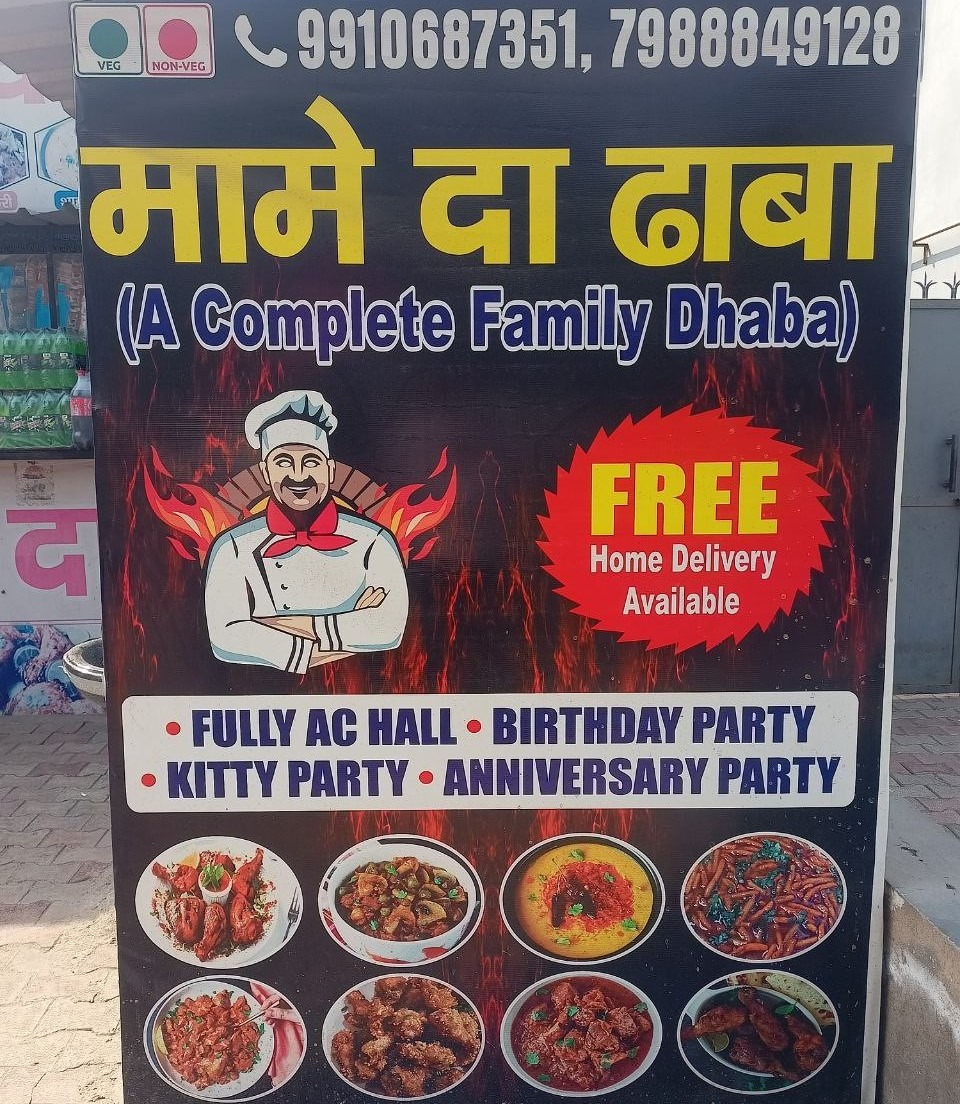 VEG NON-VEG 9910687351, 7988849128
मामे दा ढाबा
(A Complete Family Dhaba)
FREE
Home Delivery
Available
• FULLY AC HALL • BIRTHDAY PARTY
• KITTY PARTY • ANNIVERSARY PARTY
द